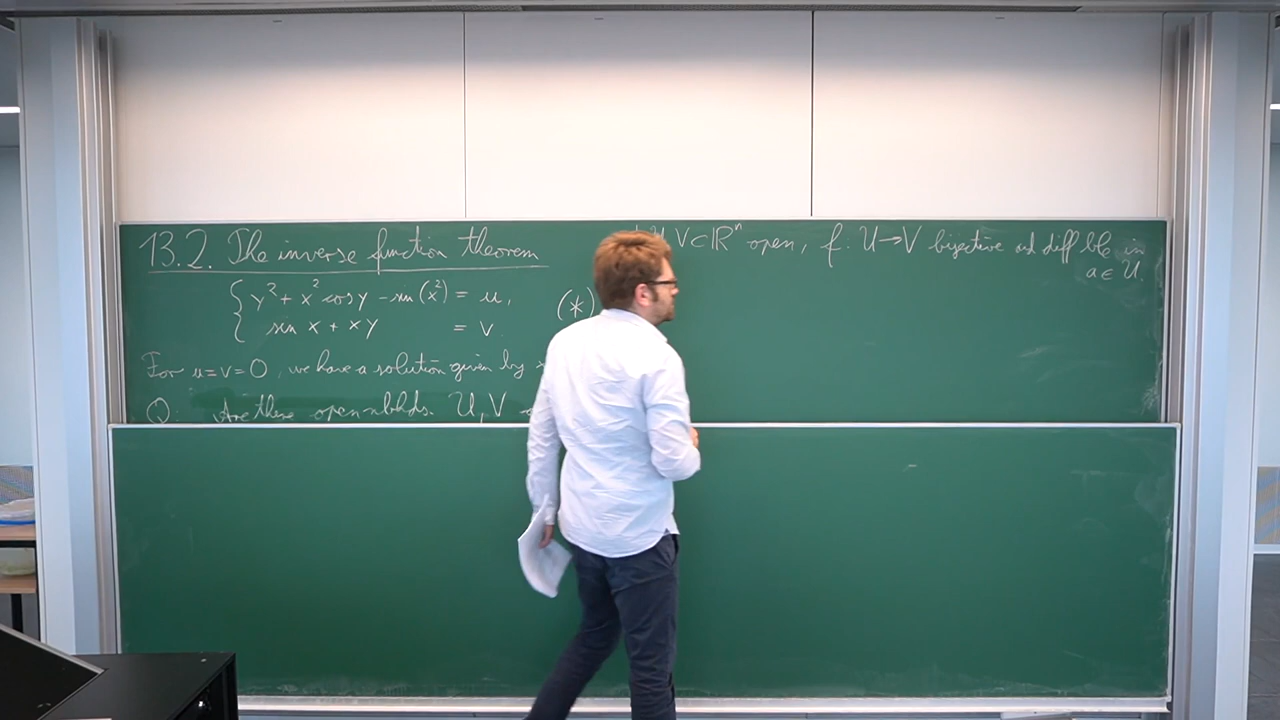 13.2. The inverse function theorem
y² + x² cos y - sin (x²) = u, (*)
sin x + xy = v.
For u=v=0, we have a solution given by
Q: Are there open nbhds. U, V
U, V ⊂ ℝⁿ open, f: U→V bijective and diff'ble in
a ∈ U.